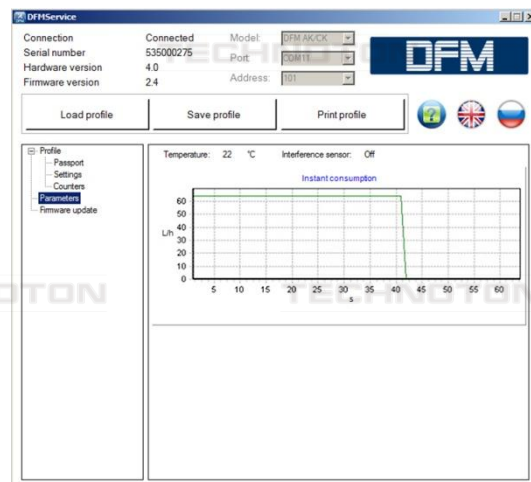 DFMService
Connection Connected Model: DFM AK/CK
Serial number 535000275 Port: COM11
Hardware version 4.0
Firmware version 2.4 Address: 101
DFM
Load profile Save profile Print profile
Profile
Passport
Settings
Counters
Parameters
Firmware update
Temperature: 22 °C Interference sensor: Off
Instant consumption
60
50
40
L/h
30
20
10
0
5 10 15 20 25 30 35 40 45 50 55 60
s
TECHNOTON